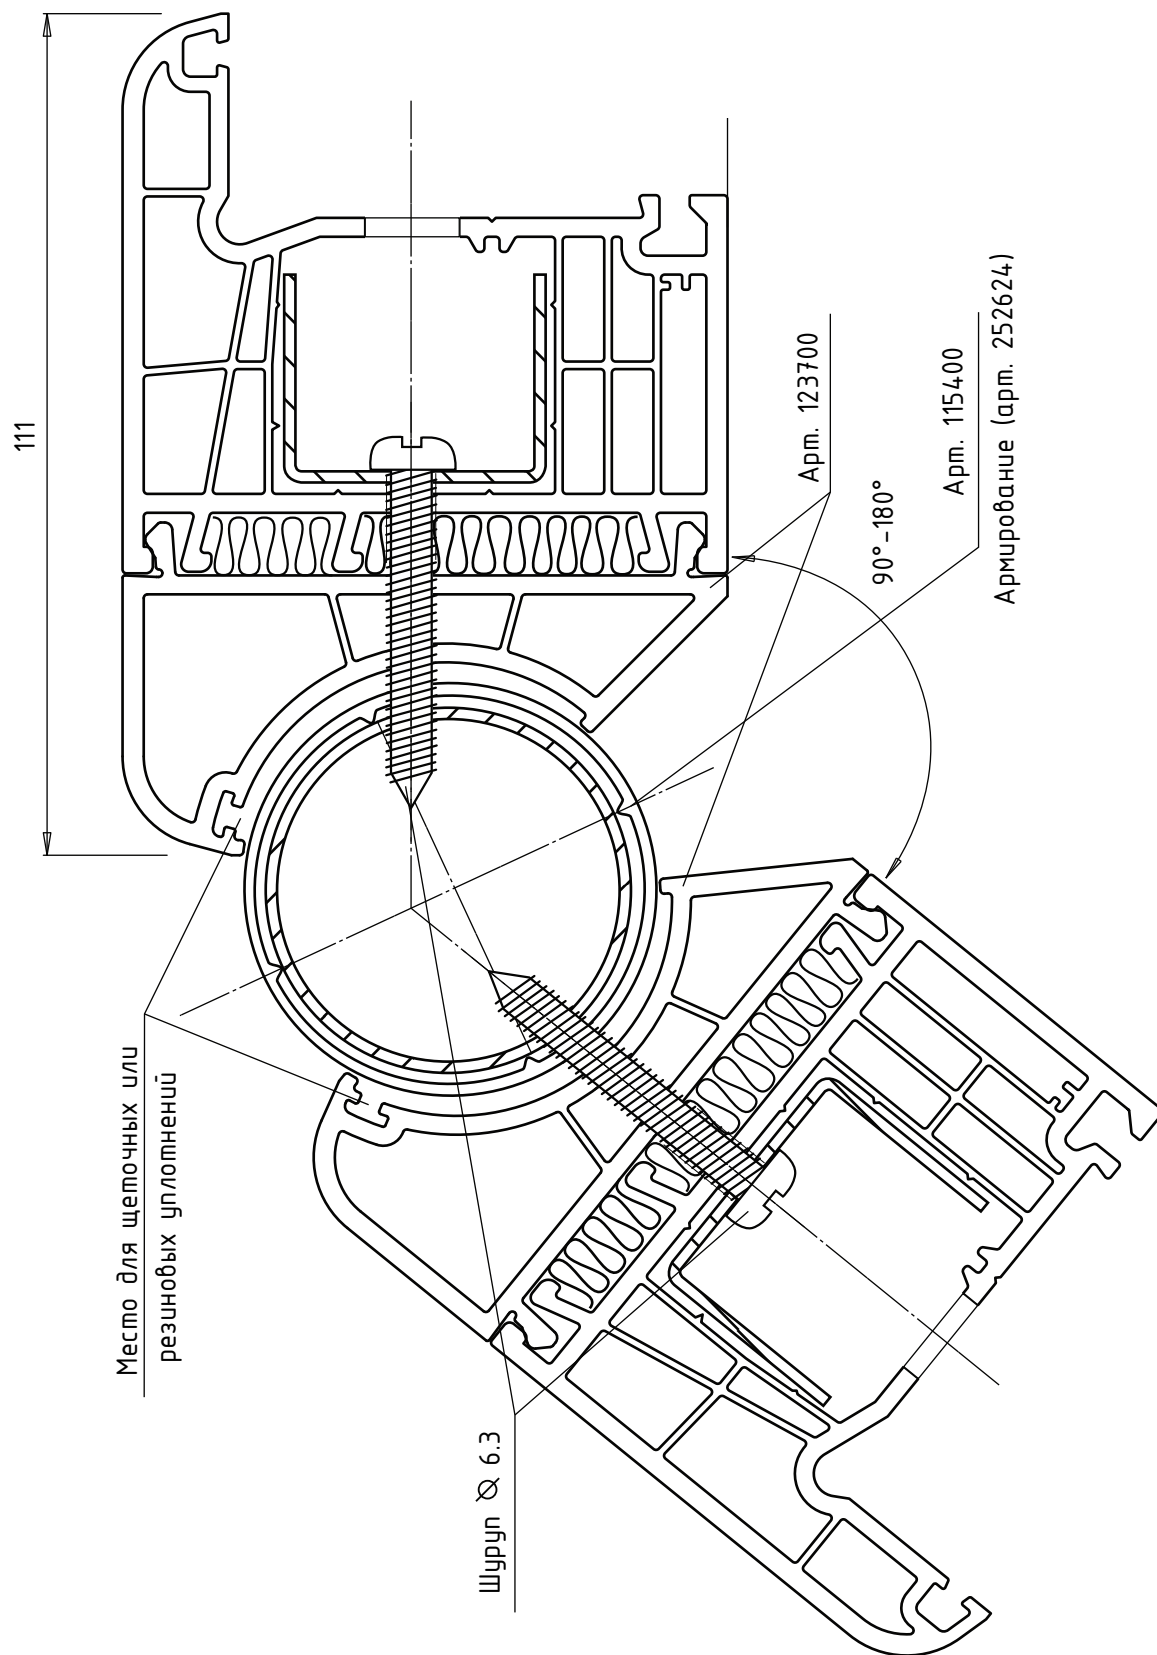 111
Арт. 123700
90°-180°
Арт. 115400
Армирование (арт. 252624)
Место для щеточных или
резиновых уплотнений
Шуруп ∅ 6.3